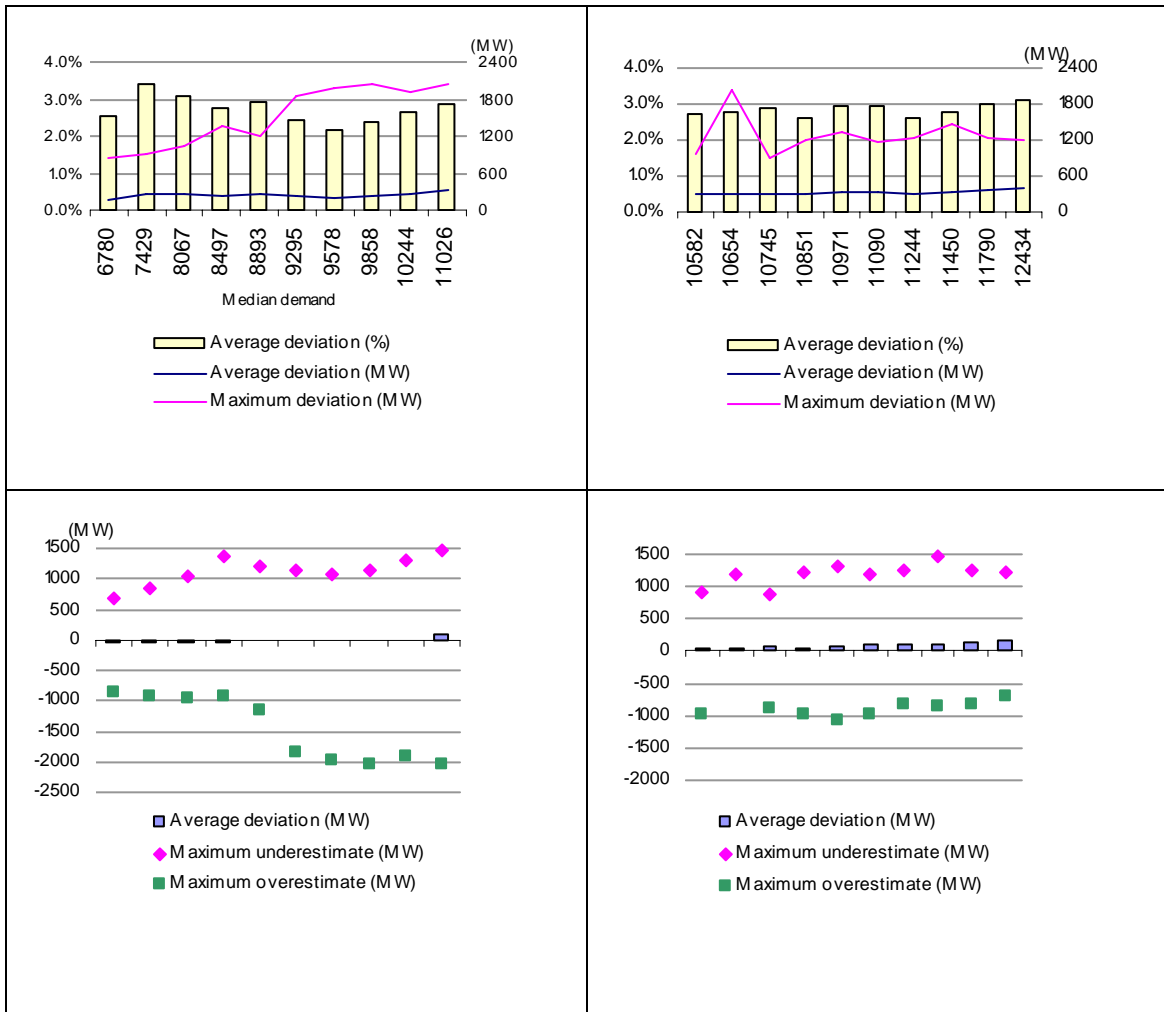 (MW)
4.0% 2400
3.0% 1800
2.0% 1200
1.0% 600
0.0% 0
6780 7429 8067 8497 8893 9295 9578 9858 10244 11026
Median demand
Average deviation (%)
Average deviation (MW)
Maximum deviation (MW)
(MW)
4.0% 2400
3.0% 1800
2.0% 1200
1.0% 600
0.0% 0
10582 10654 10745 10851 10971 11090 11244 11450 11790 12434
Average deviation (%)
Average deviation (MW)
Maximum deviation (MW)
(MW)
1500
1000
500
0
-500
-1000
-1500
-2000
-2500
Average deviation (MW)
Maximum underestimate (MW)
Maximum overestimate (MW)
1500
1000
500
0
-500
-1000
-1500
-2000
Average deviation (MW)
Maximum underestimate (MW)
Maximum overestimate (MW)